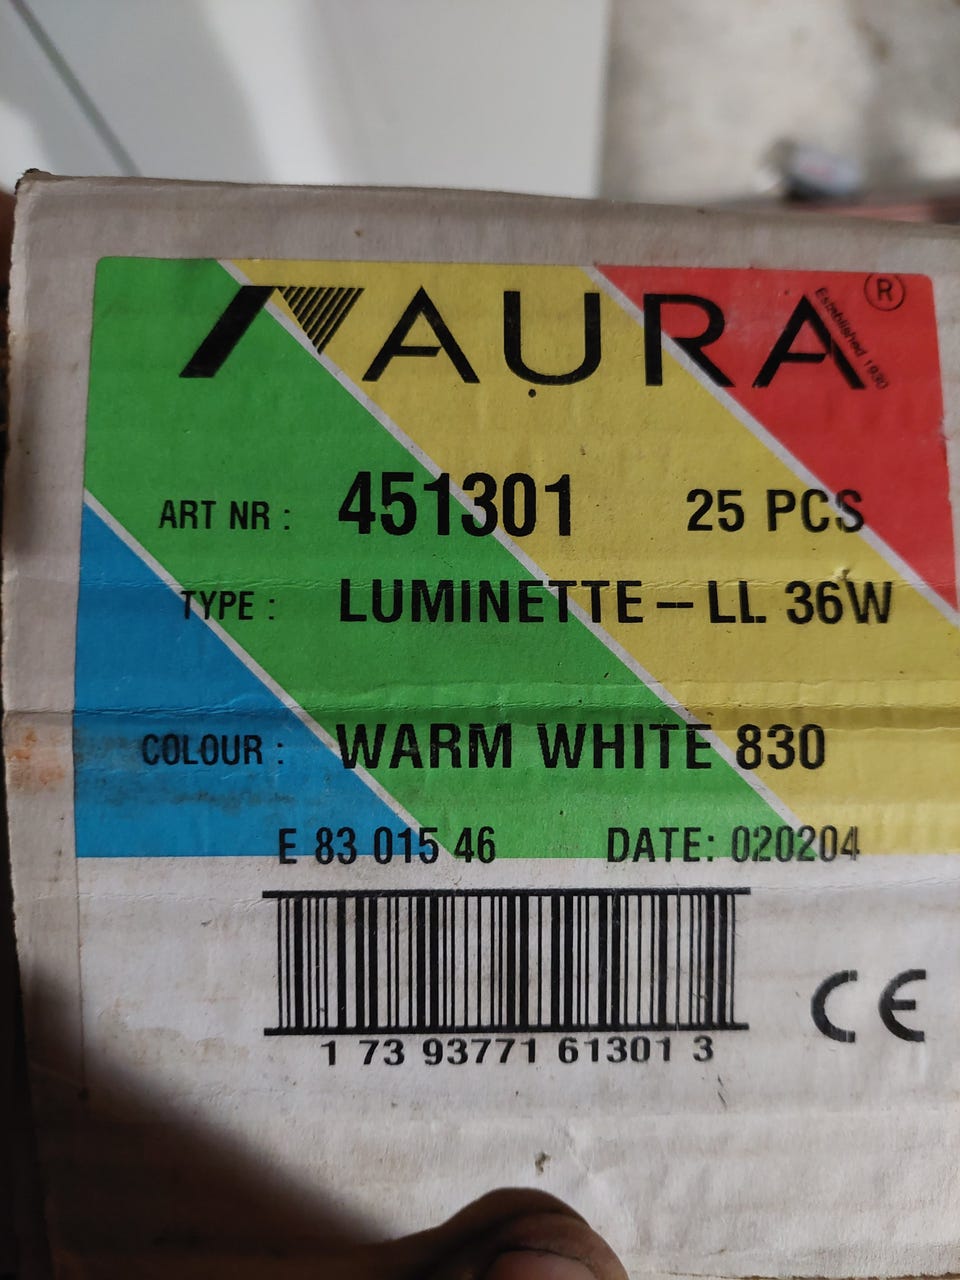 AURA ®
Established 1930
ART NR : 451301 25 PCS
TYPE : LUMINETTE – LL 36W
COLOUR : WARM WHITE 830
E 83 015 46 DATE: 020204
1 73 93771 61301 3
CE